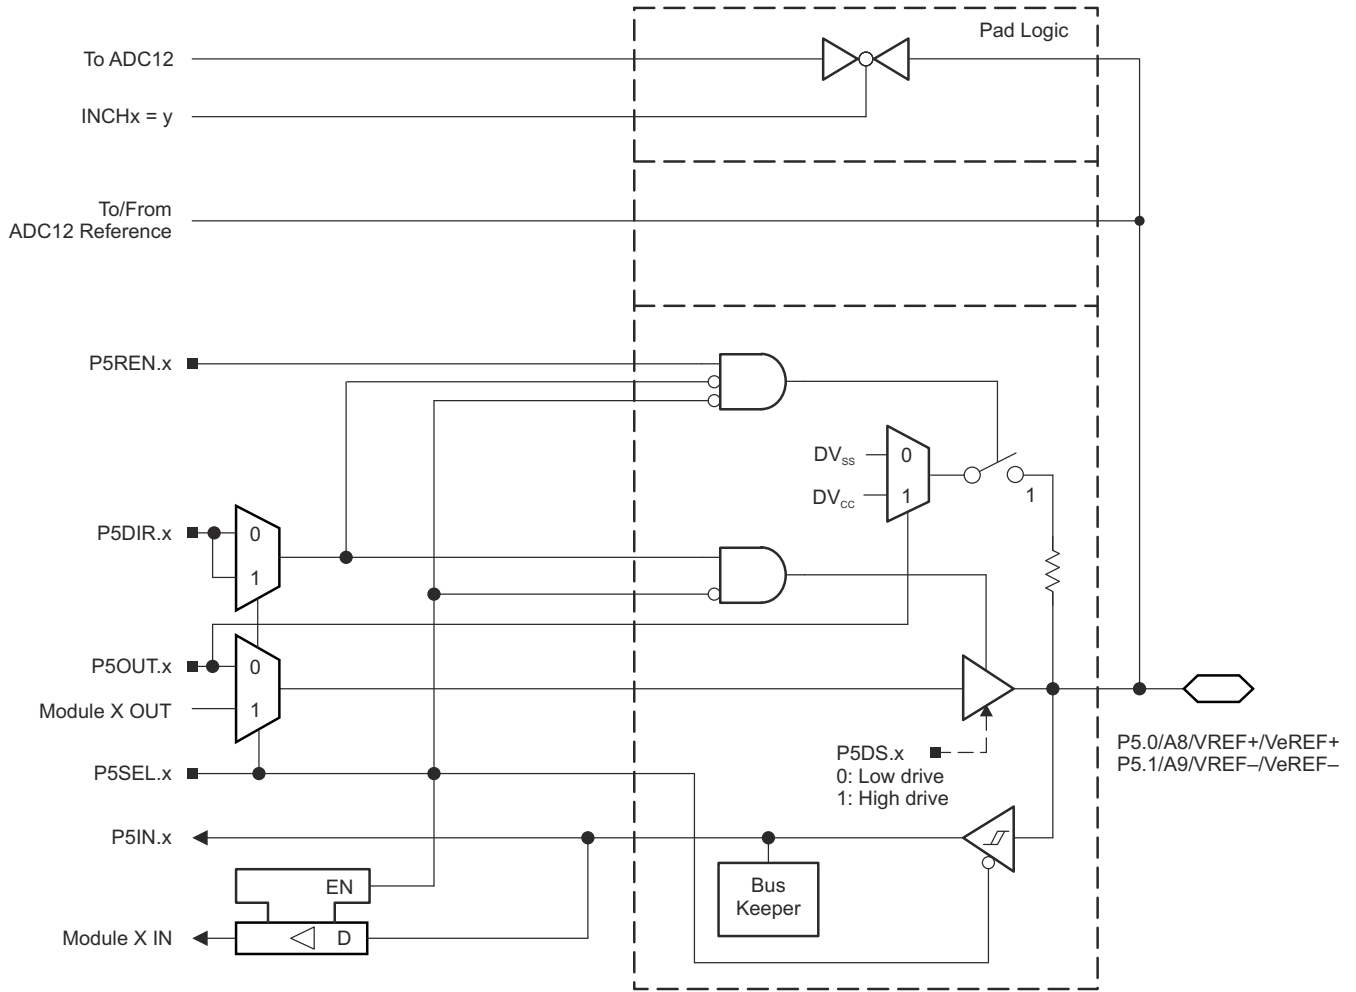 Pad Logic
To ADC12
INCHx = y
To/From
ADC12 Reference
P5REN.x
DVSS
0
DVCC
1
1
P5DIR.x
0
1
P5OUT.x
0
Module X OUT
1
P5SEL.x
P5DS.x
0: Low drive
1: High drive
P5.0/A8/VREF+/VeREF+
P5.1/A9/VREF–/VeREF–
P5IN.x
Bus
Keeper
EN
Module X IN
D